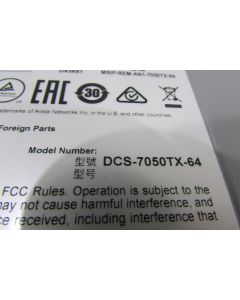 D43881
MSIP-REM-AN1-7050TX-64
EAC 30
of Arista Networks Inc. in the U.S. and other countries.
Foreign Parts
Model Number:
型號 DCS-7050TX-64
型号
FCC Rules. Operation is subject to the
may not cause harmful interference, and
ce received, including interference that